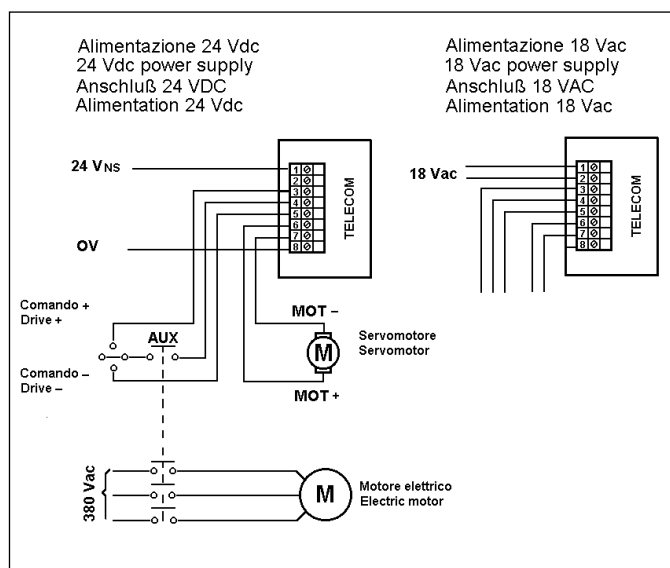 Alimentazione 24 Vdc
24 Vdc power supply
Anschluß 24 VDC
Alimentation 24 Vdc
Alimentazione 18 Vac
18 Vac power supply
Anschluß 18 VAC
Alimentation 18 Vac
24 VNS
1
2
3
4
5
6
7
8
TELECOM
0V
18 Vac
1
2
3
4
5
6
7
8
TELECOM
Comando +
Drive +
AUX
Comando –
Drive –
MOT –
M
Servomotore
Servomotor
MOT +
380 Vac
M
Motore elettrico
Electric motor